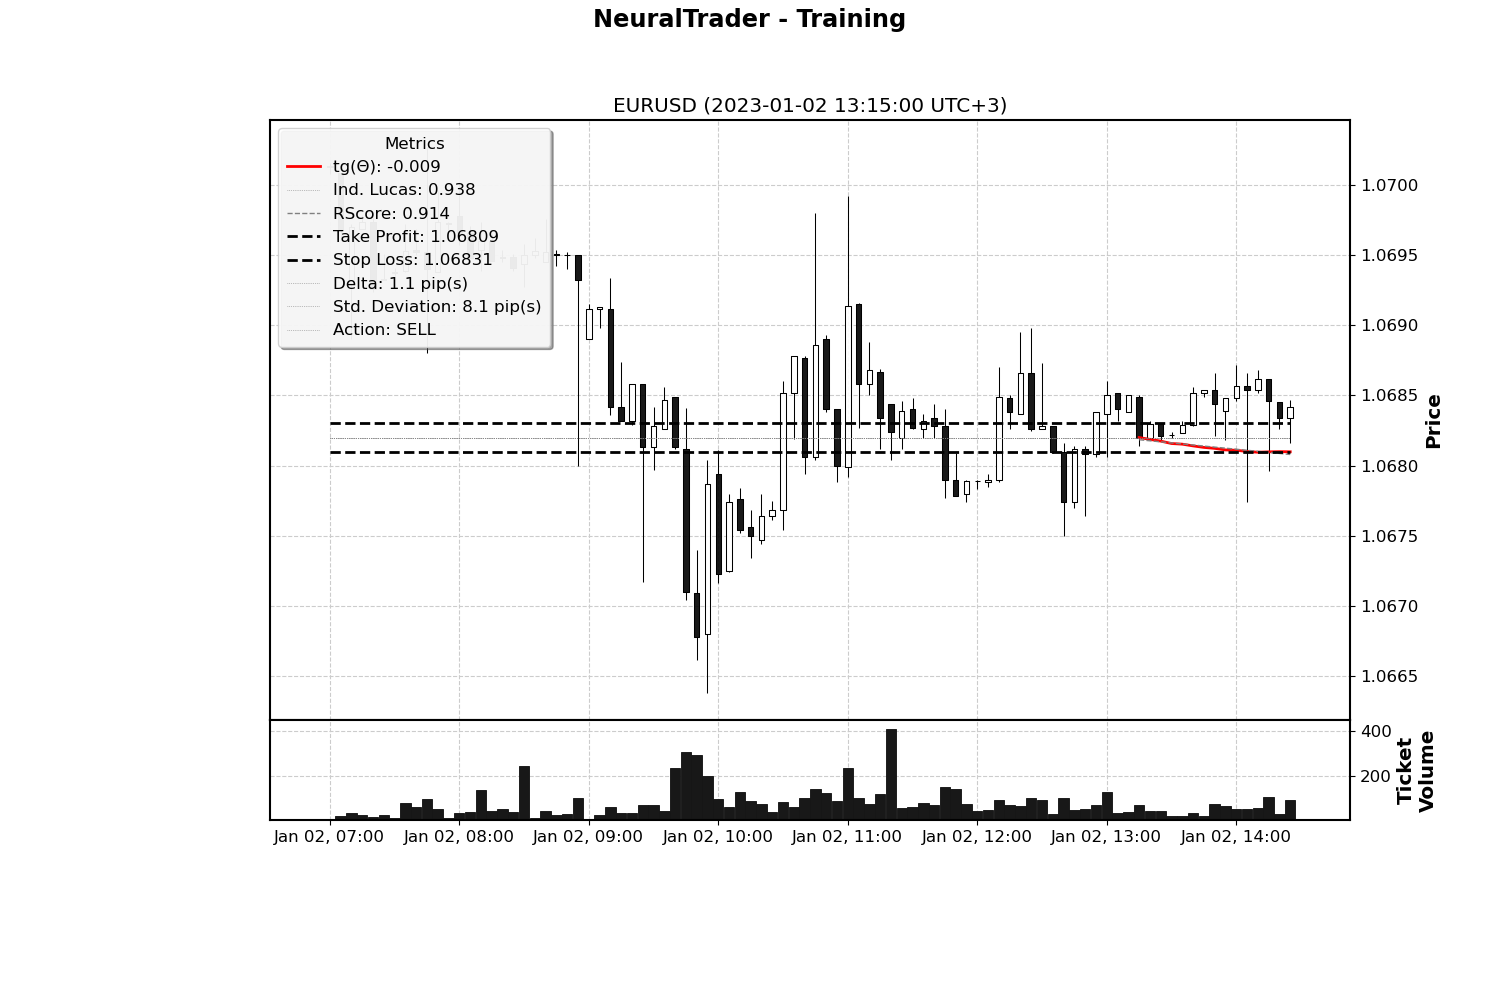 NeuralTrader - Training
EURUSD (2023-01-02 13:15:00 UTC+3)
Metrics
tg(Θ): -0.009
Ind. Lucas: 0.938
RScore: 0.914
Take Profit: 1.06809
Stop Loss: 1.06831
Delta: 1.1 pip(s)
Std. Deviation: 8.1 pip(s)
Action: SELL
1.0700
1.0695
1.0690
1.0685
1.0680
1.0675
1.0670
1.0665
Price
400
200
Ticket
Volume
Jan 02, 07:00 Jan 02, 08:00 Jan 02, 09:00 Jan 02, 10:00 Jan 02, 11:00 Jan 02, 12:00 Jan 02, 13:00 Jan 02, 14:00